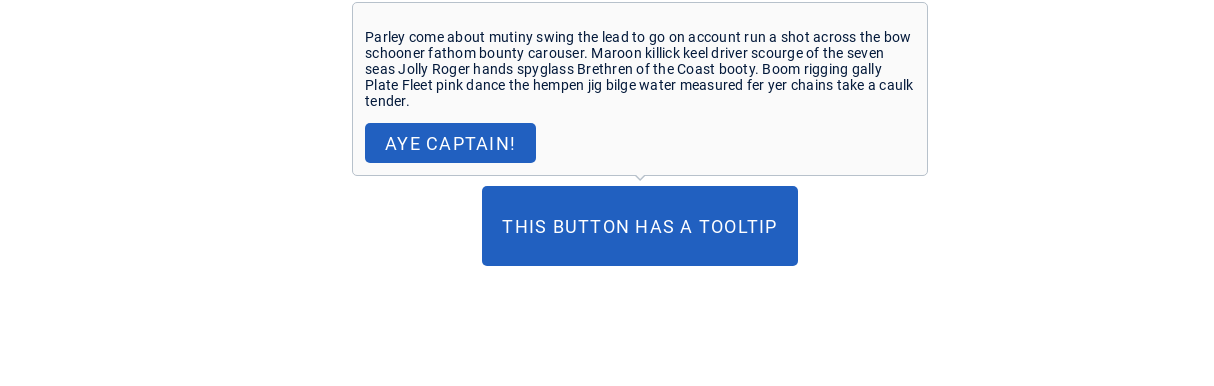 Parley come about mutiny swing the lead to go on account run a shot across the bow
schooner fathom bounty carouser. Maroon killick keel driver scourge of the seven
seas Jolly Roger hands spyglass Brethren of the Coast booty. Boom rigging gally
Plate Fleet pink dance the hempen jig bilge water measured fer yer chains take a caulk
tender.
AYE CAPTAIN!
THIS BUTTON HAS A TOOLTIP